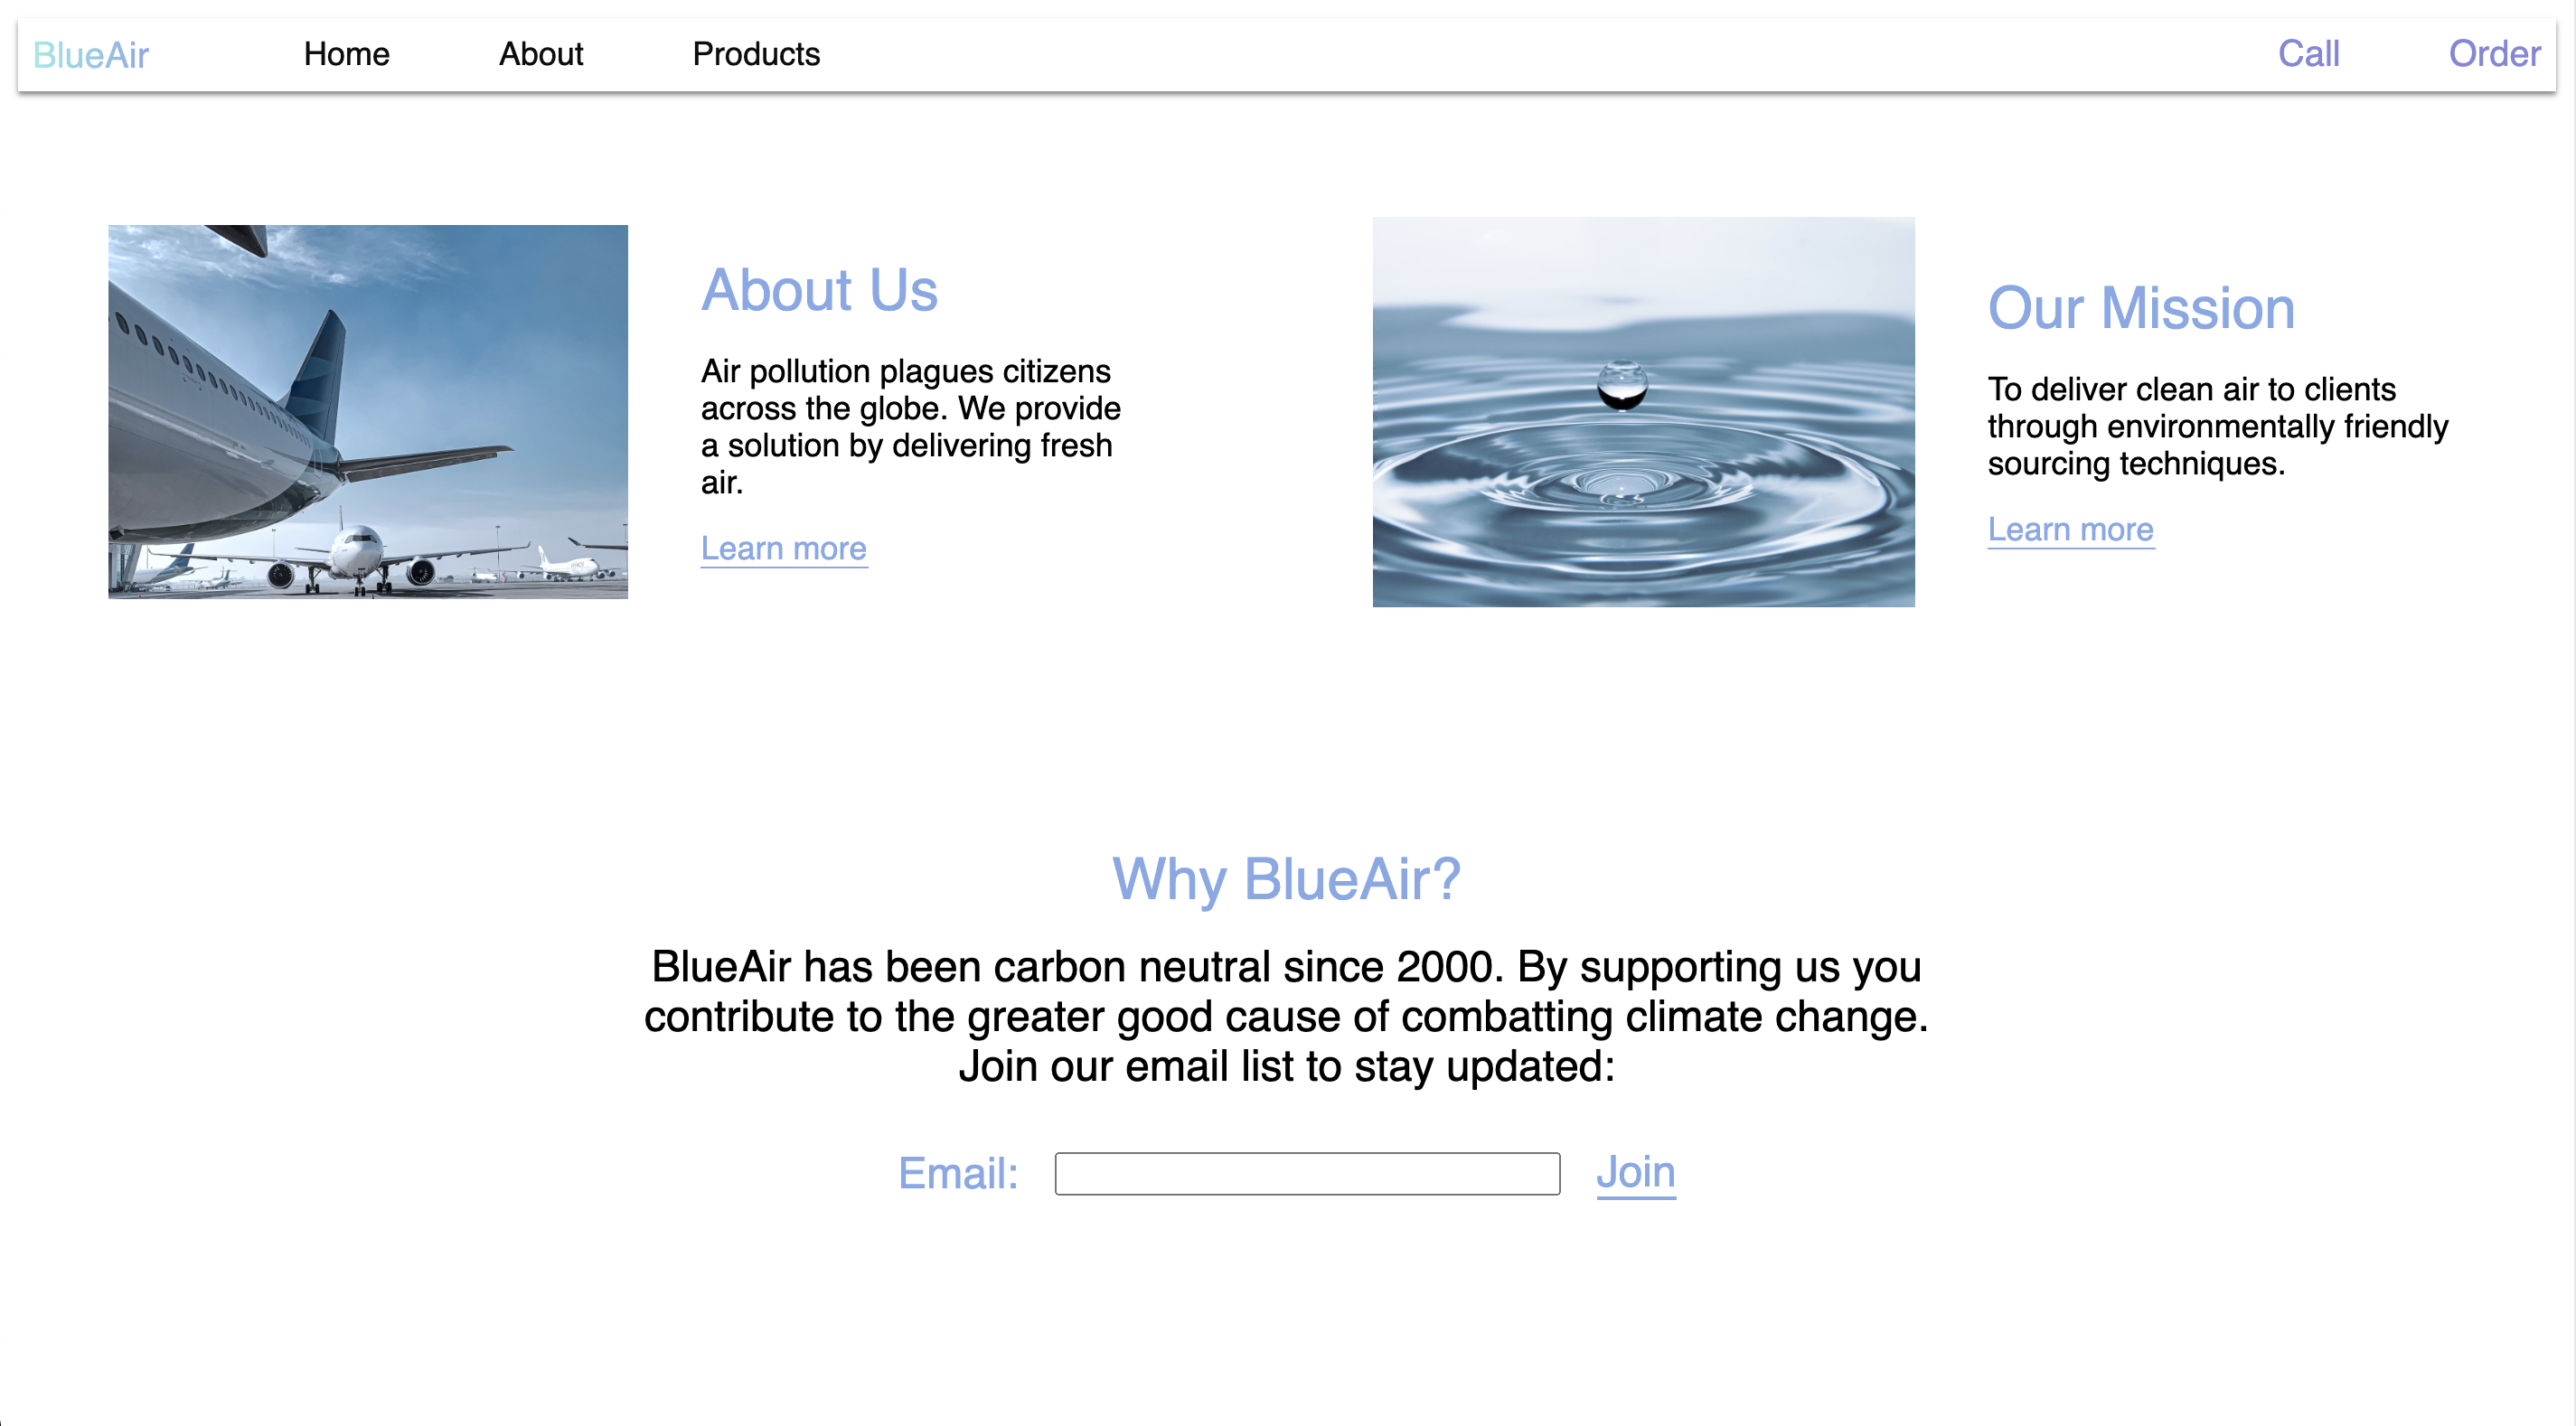 BlueAir Home About Products Call Order
About Us
Air pollution plagues citizens
across the globe. We provide
a solution by delivering fresh
air.
Learn more
Our Mission
To deliver clean air to clients
through environmentally friendly
sourcing techniques.
Learn more
Why BlueAir?
BlueAir has been carbon neutral since 2000. By supporting us you
contribute to the greater good cause of combatting climate change.
Join our email list to stay updated:
Email: Join